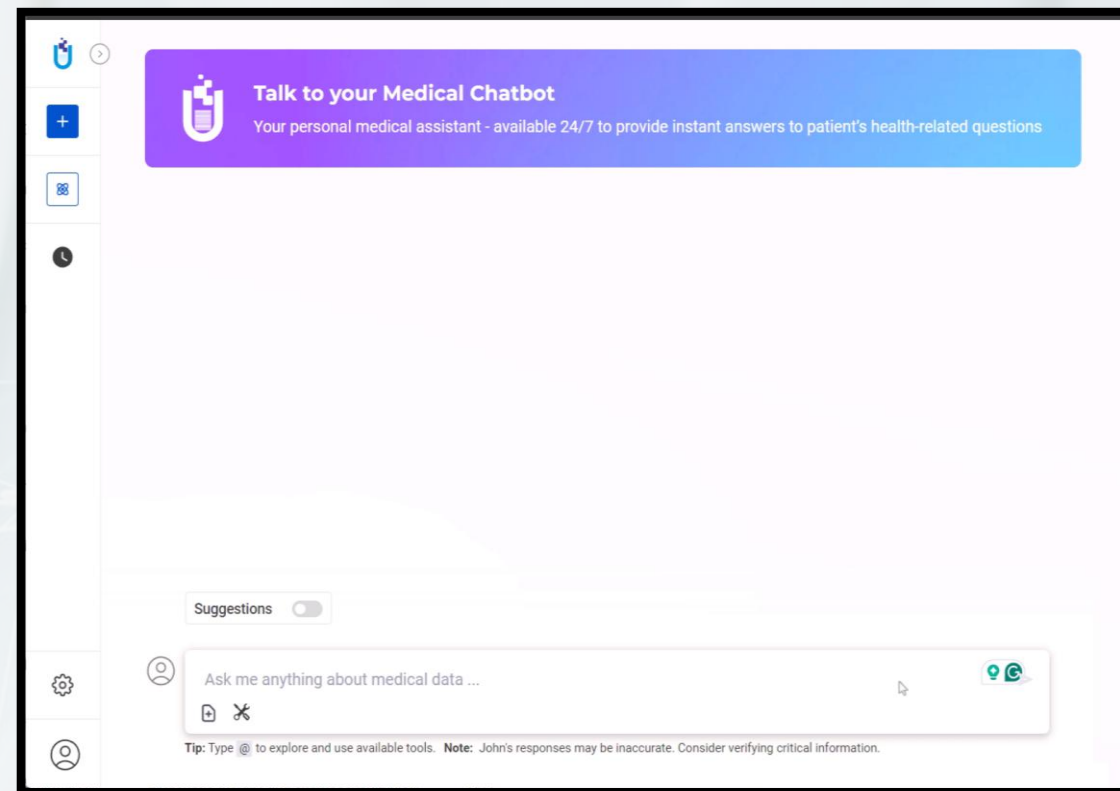 Talk to your Medical Chatbot
Your personal medical assistant - available 24/7 to provide instant answers to patient's health-related questions
Suggestions
Ask me anything about medical data ...
Tip: Type @ to explore and use available tools. Note: John's responses may be inaccurate. Consider verifying critical information.